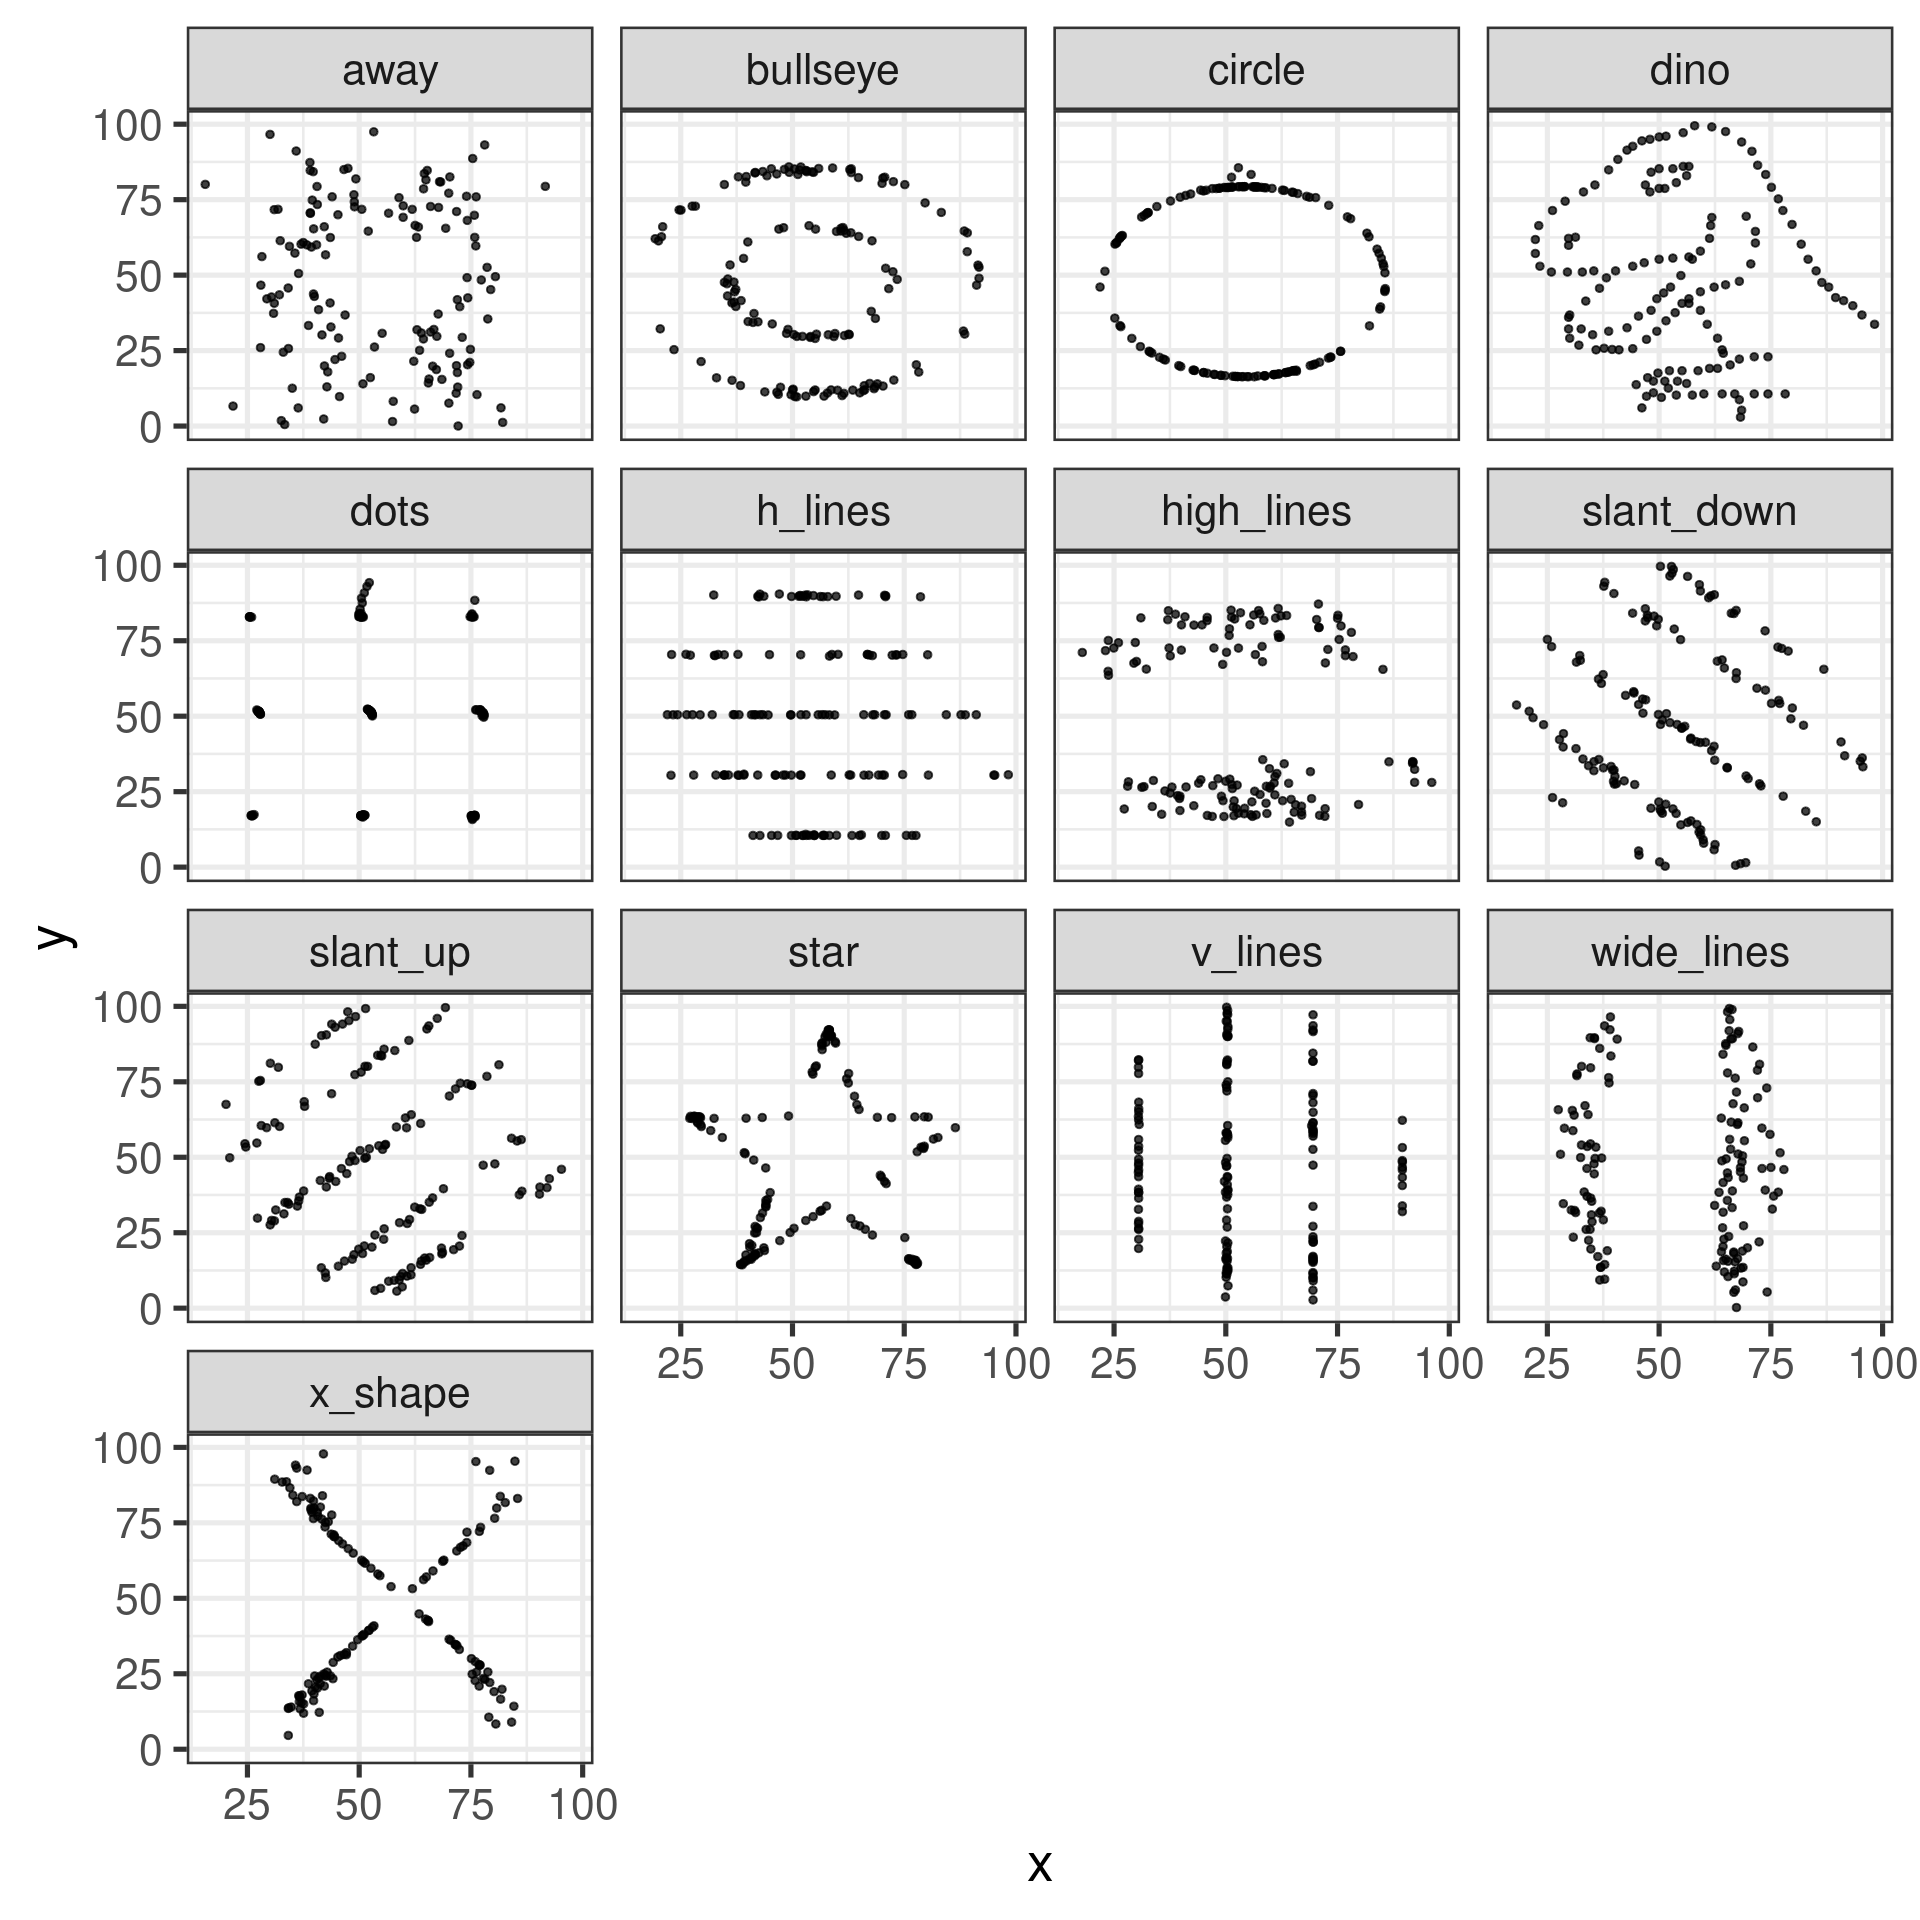 away bullseye circle dino
100
75
50
25
0
dots h_lines high_lines slant_down
100
75
50
25
0
slant_up star v_lines wide_lines
100
75
50
25
0
25 50 75 100 25 50 75 100 25 50 75 100
x_shape
100
75
50
25
0
25 50 75 100
x
y